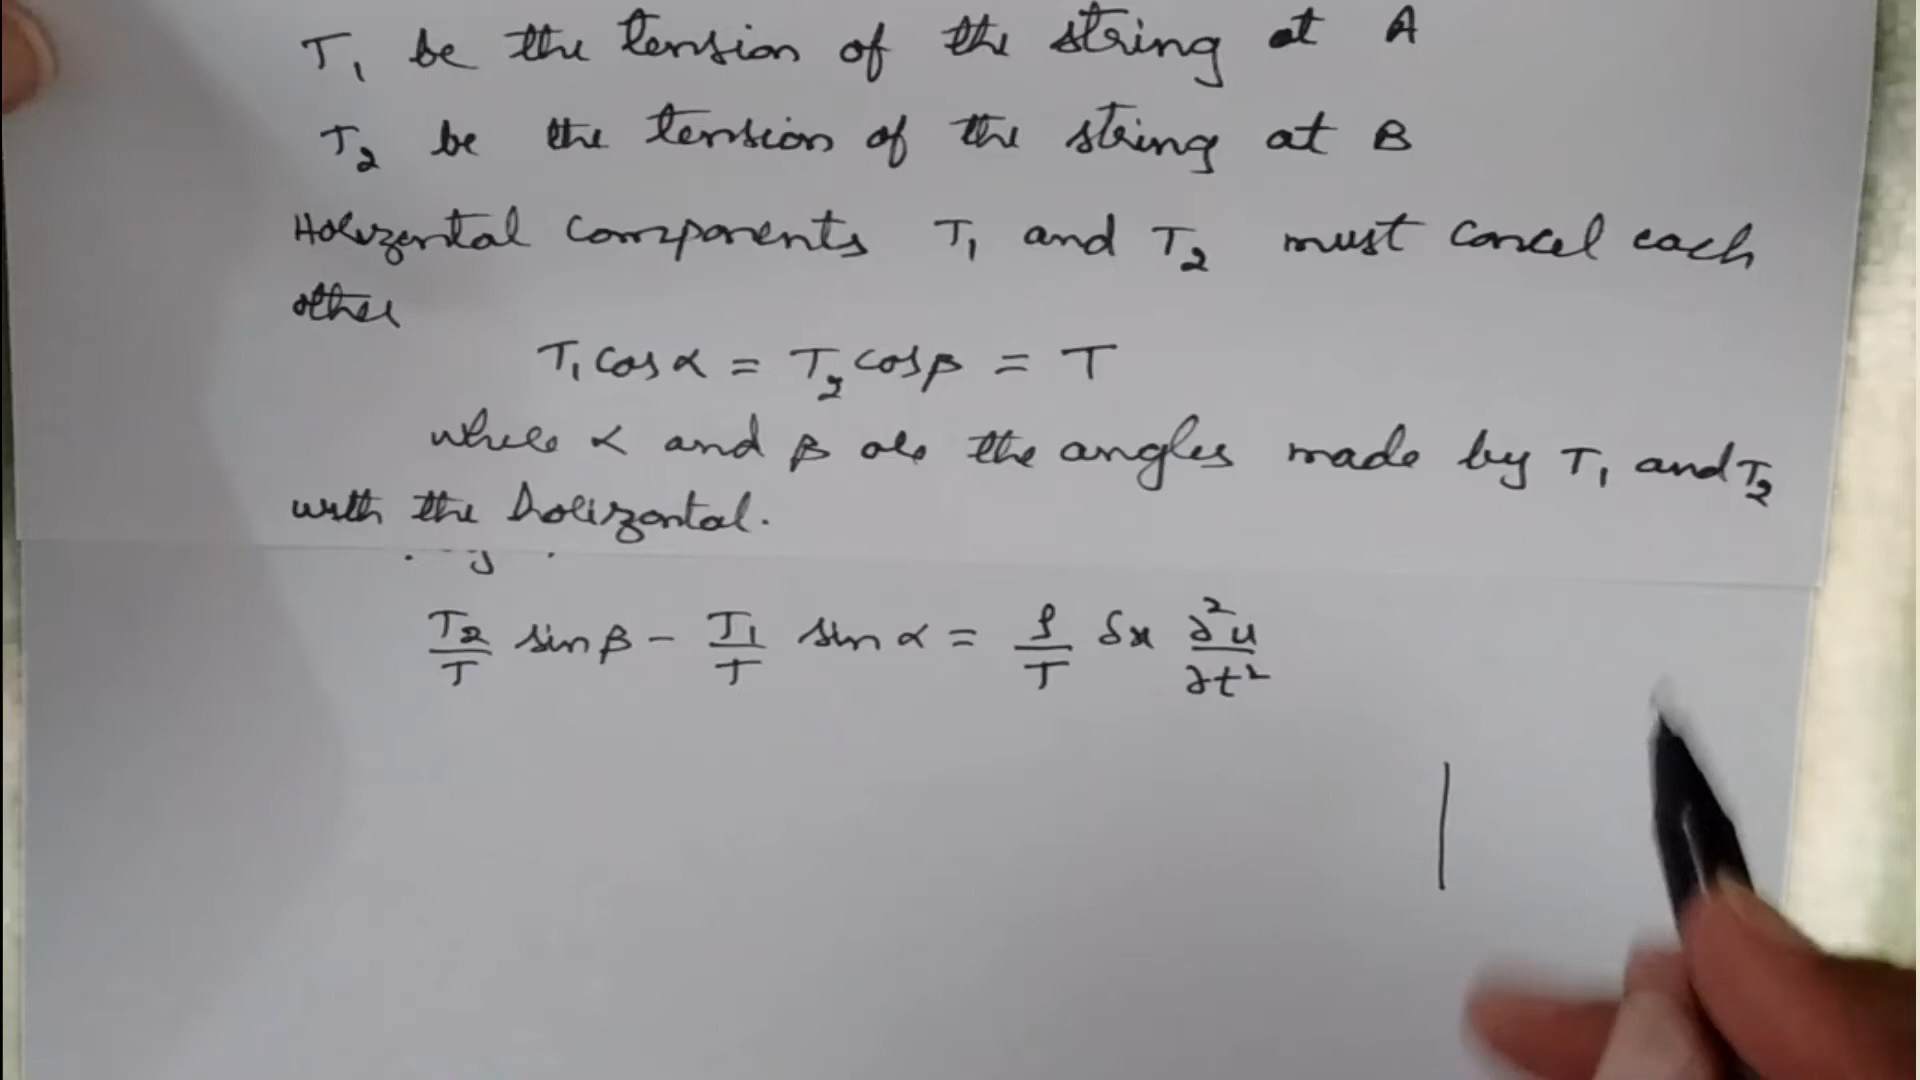 T₁ be the tension of the string at A
T₂ be the tension of the string at B
Horizontal components T₁ and T₂ must cancel each
other
T₁ cos α = T₂ cos β = T
where α and β are the angles made by T₁ and T₂
with the horizontal.
T₂/T sin β - T₁/T sin α = ρ/T δx ∂²u/∂t²